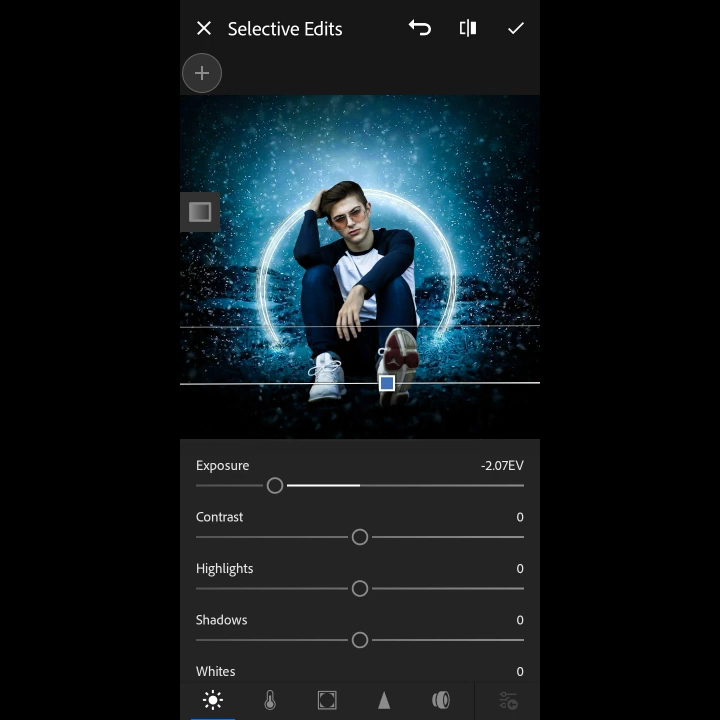 Selective Edits
Exposure -2.07EV
Contrast 0
Highlights 0
Shadows 0
Whites 0